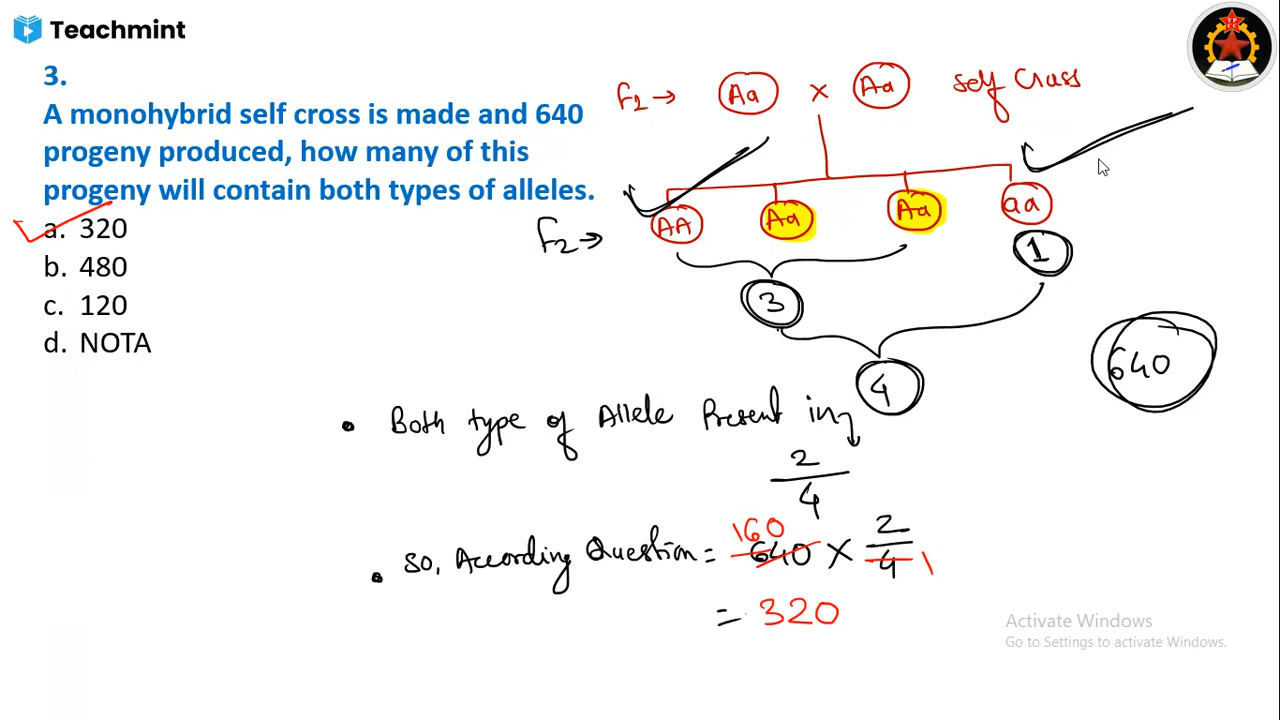 Teachmint
3.
A monohybrid self cross is made and 640
progeny produced, how many of this
progeny will contain both types of alleles.
a. 320
b. 480
c. 120
d. NOTA
F2→ Aa × Aa Self Cross
F2→ AA Aa Aa aa
1
3
4
640
• Both type of Allele Present in
2
4
• So, According Question = 640 × 2/4
160
1
= 320
Activate Windows
Go to Settings to activate Windows.